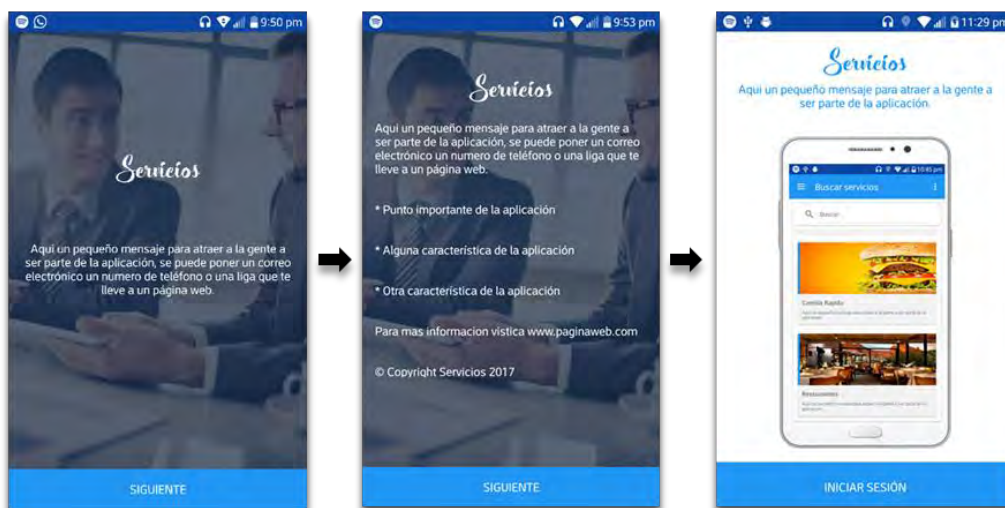 9:50 pm
Servicios
Aqui un pequeño mensaje para atraer a la gente a
ser parte de la aplicación, se puede poner un correo
electrónico un numero de teléfono o una liga que te
lleve a un página web.
SIGUIENTE
9:53 pm
Servicios
Aqui un pequeño mensaje para atraer a la gente a
ser parte de la aplicación, se puede poner un correo
electrónico un numero de teléfono o una liga que te
lleve a un página web.
* Punto importante de la aplicación
* Alguna característica de la aplicación
* Otra característica de la aplicación
Para mas informacion vistica www.paginaweb.com
© Copyright Servicios 2017
SIGUIENTE
11:29 pm
Servicios
Aqui un pequeño mensaje para atraer a la gente a
ser parte de la aplicación.
10:45 pm
Buscar servicios
Buscar
Comida Rapida
Restaurantes
INICIAR SESIÓN